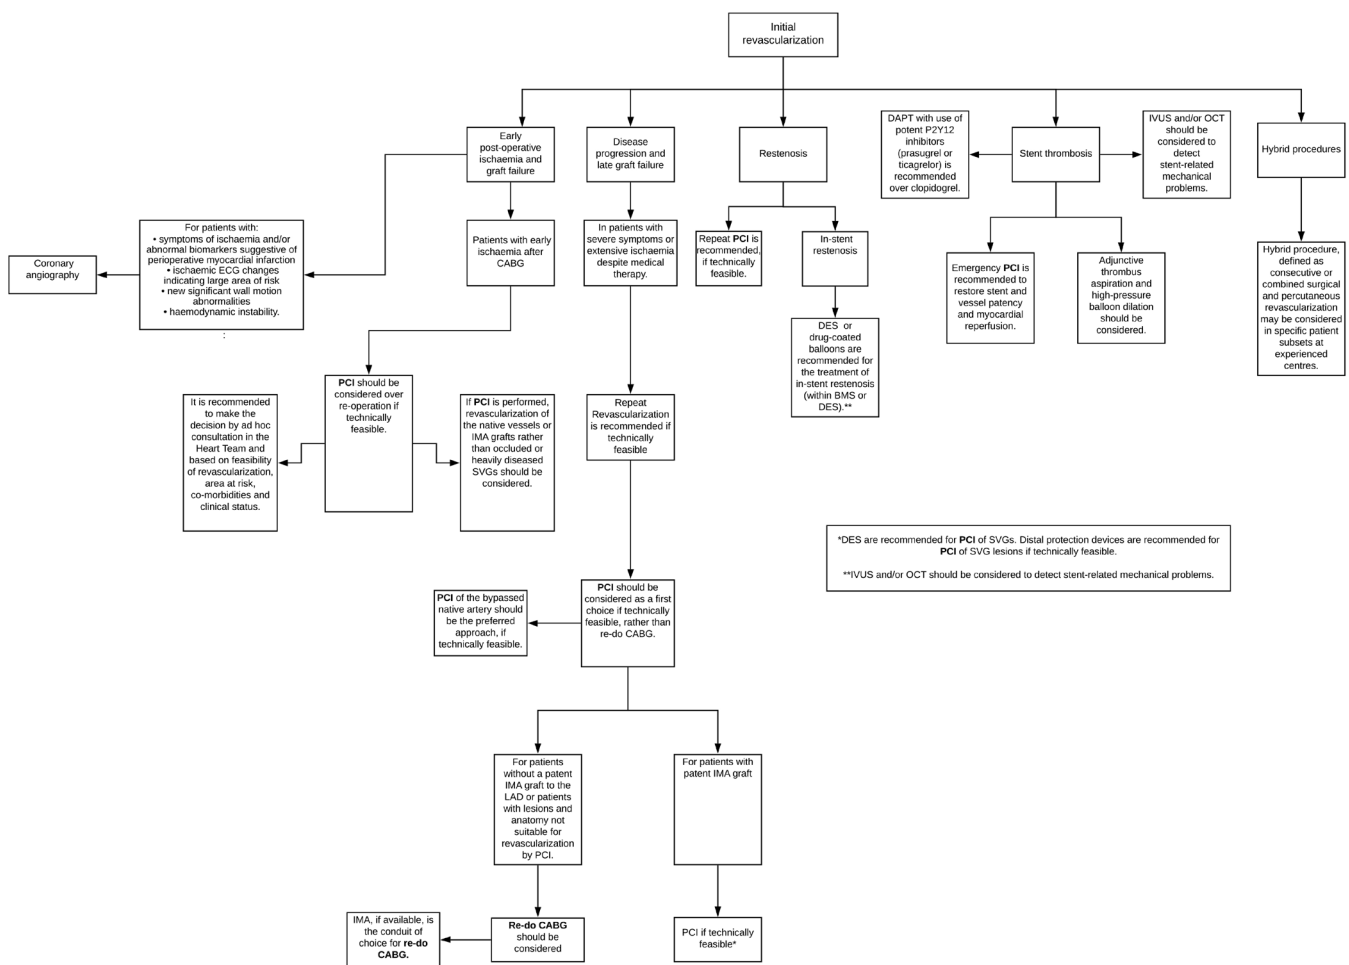 Initial
revascularization
Early
post-operative
ischaemia and
graft failure
Disease
progression and
late graft failure
Restenosis
DAPT with use of
potent P2Y12
inhibitors
(prasugrel or
ticagrelor) is
recommended
over clopidogrel.
Stent thrombosis
IVUS and/or OCT
should be
considered to
detect
stent-related
mechanical
problems.
Hybrid procedures
Coronary
angiography
For patients with:
• symptoms of ischaemia and/or
abnormal biomarkers suggestive of
perioperative myocardial infarction
• ischaemic ECG changes
indicating large area of risk
• new significant wall motion
abnormalities
• haemodynamic instability.
:
Patients with early
ischaemia after
CABG
In patients with
severe symptoms or
extensive ischaemia
despite medical
therapy.
Repeat PCI is
recommended,
if technically
feasible.
In-stent
restenosis
Emergency PCI is
recommended to
restore stent and
vessel patency
and myocardial
reperfusion.
Adjunctive
thrombus
aspiration and
high-pressure
balloon dilation
should be
considered.
Hybrid procedure,
defined as
consecutive or
combined surgical
and percutaneous
revascularization
may be considered
in specific patient
subsets at
experienced
centres.
DES or
drug-coated
balloons are
recommended for
the treatment of
in-stent restenosis
(within BMS or
DES).**
It is recommended
to make the
decision by ad hoc
consultation in the
Heart Team and
based on feasibility
of revascularization,
area at risk,
co-morbidities and
clinical status.
PCI should be
considered over
re-operation if
technically
feasible.
If PCI is performed,
revascularization of
the native vessels or
IMA grafts rather
than occluded or
heavily diseased
SVGs should be
considered.
Repeat
Revascularization
is recommended if
technically
feasible
*DES are recommended for PCI of SVGs. Distal protection devices are recommended for
PCI of SVG lesions if technically feasible.
**IVUS and/or OCT should be considered to detect stent-related mechanical problems.
PCI of the bypassed
native artery should
be the preferred
approach, if
technically feasible.
PCI should be
considered as a first
choice if technically
feasible, rather than
re-do CABG.
For patients
without a patent
IMA graft to the
LAD or patients
with lesions and
anatomy not
suitable for
revascularization
by PCI.
For patients with
patent IMA graft
IMA, if available, is
the conduit of
choice for re-do
CABG.
Re-do CABG
should be
considered
PCI if technically
feasible*